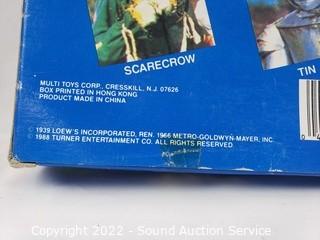 SCARECROW
TIN
MULTI TOYS CORP., CRESSKILL, N.J. 07626
BOX PRINTED IN HONG KONG
PRODUCT MADE IN CHINA
© 1939 LOEW'S INCORPORATED, REN. 1966 METRO-GOLDWYN-MAYER, INC.
© 1988 TURNER ENTERTAINMENT CO. ALL RIGHTS RESERVED
Copyright 2022 - Sound Auction Service